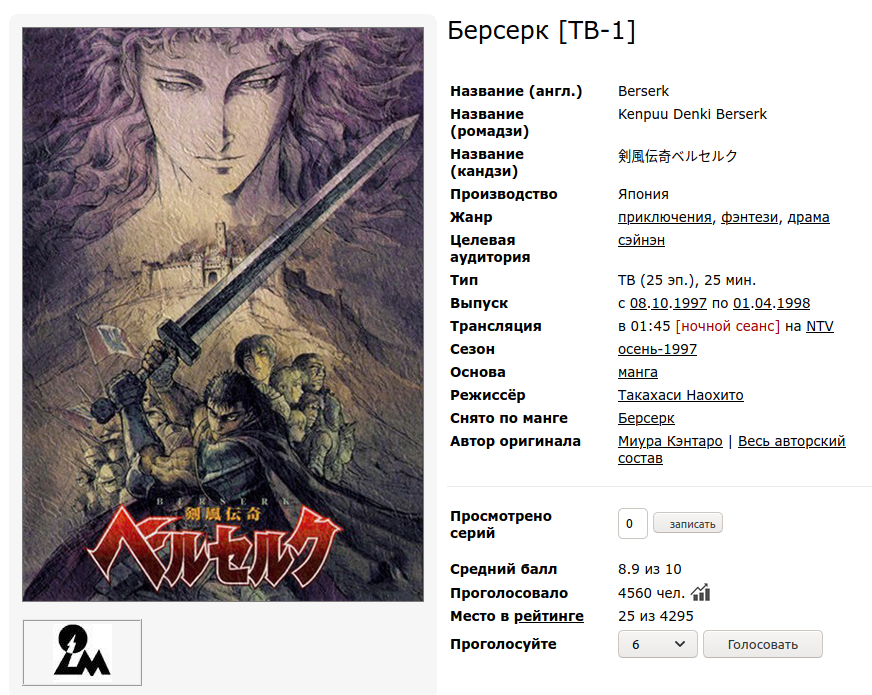 Берсерк [ТВ-1]
Название (англ.) Berserk
Название (ромадзи) Kenpuu Denki Berserk
Название (кандзи) 剣風伝奇ベルセルク
Производство Япония
Жанр приключения, фэнтези, драма
Целевая аудитория сэйнэн
Тип ТВ (25 эп.), 25 мин.
Выпуск с 08.10.1997 по 01.04.1998
Трансляция в 01:45 [ночной сеанс] на NTV
Сезон осень-1997
Основа манга
Режиссёр Такахаси Наохито
Снято по манге Берсерк
Автор оригинала Миура Кэнтаро | Весь авторский состав
Просмотрено серий 0 записать
Средний балл 8.9 из 10
Проголосовало 4560 чел.
Место в рейтинге 25 из 4295
Проголосуйте 6 Голосовать
BERSERK
剣風伝奇
ベルセルク